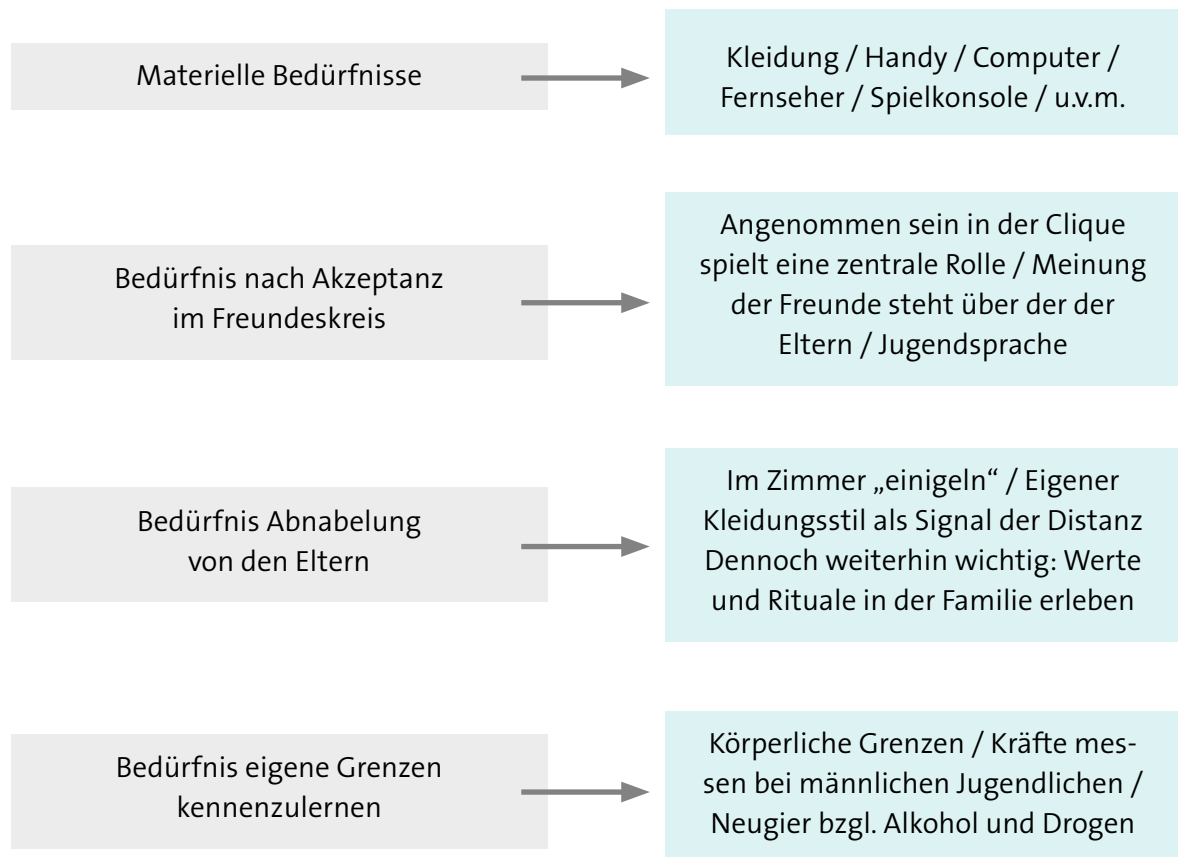 Materielle Bedürfnisse
Kleidung / Handy / Computer /
Fernseher / Spielkonsole / u.v.m.
Bedürfnis nach Akzeptanz
im Freundeskreis
Angenommen sein in der Clique
spielt eine zentrale Rolle / Meinung
der Freunde steht über der der
Eltern / Jugendsprache
Bedürfnis Abnabelung
von den Eltern
Im Zimmer „einigeln“ / Eigener
Kleidungsstil als Signal der Distanz
Dennoch weiterhin wichtig: Werte
und Rituale in der Familie erleben
Bedürfnis eigene Grenzen
kennenzulernen
Körperliche Grenzen / Kräfte mes-
sen bei männlichen Jugendlichen /
Neugier bzgl. Alkohol und Drogen